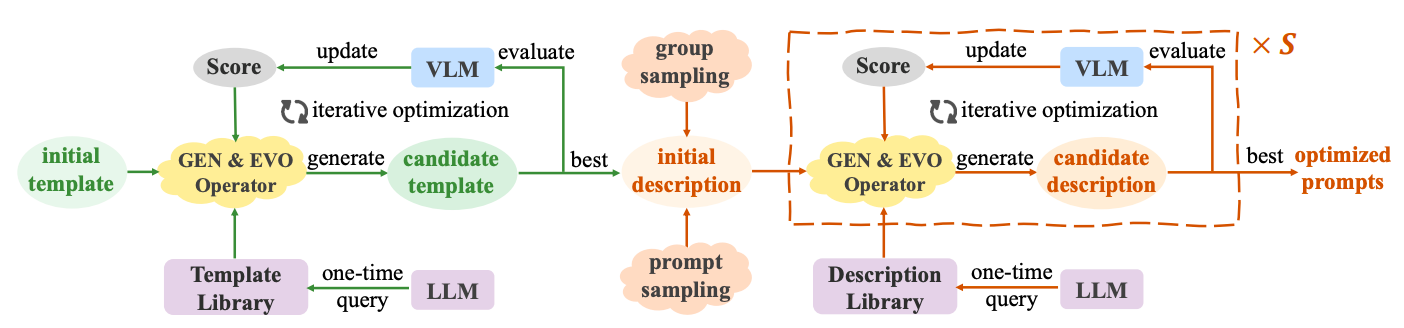 initial
template
Score
update
VLM
evaluate
iterative optimization
GEN & EVO
Operator
generate
candidate
template
best
Template
Library
one-time
query
LLM
group
sampling
initial
description
prompt
sampling
× S
Score
update
VLM
evaluate
iterative optimization
GEN & EVO
Operator
generate
candidate
description
best
optimized
prompts
Description
Library
one-time
query
LLM